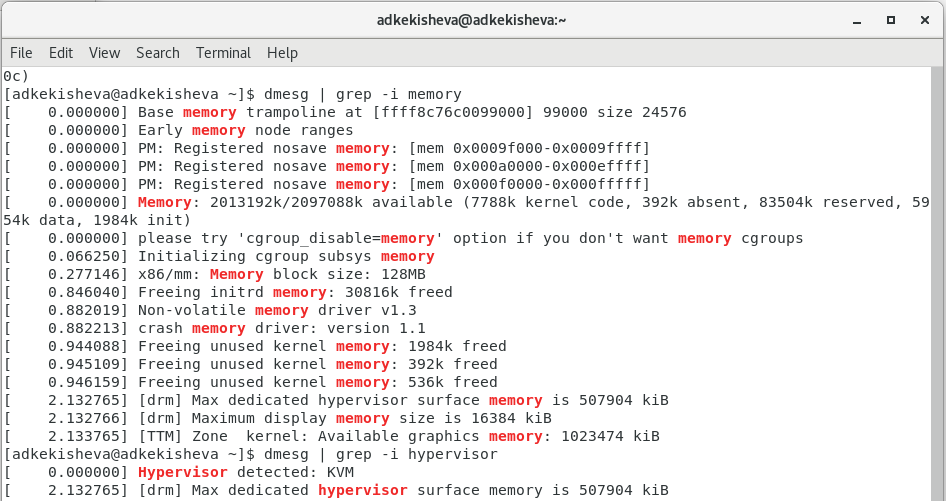 adkekisheva@adkekisheva:~
File Edit View Search Terminal Help
0c)
[adkekisheva@adkekisheva ~]$ dmesg | grep -i memory
[    0.000000] Base memory trampoline at [ffff8c76c0099000] 99000 size 24576
[    0.000000] Early memory node ranges
[    0.000000] PM: Registered nosave memory: [mem 0x0009f000-0x0009ffff]
[    0.000000] PM: Registered nosave memory: [mem 0x000a0000-0x000effff]
[    0.000000] PM: Registered nosave memory: [mem 0x000f0000-0x000fffff]
[    0.000000] Memory: 2013192k/2097088k available (7788k kernel code, 392k absent, 83504k reserved, 59
54k data, 1984k init)
[    0.000000] please try 'cgroup_disable=memory' option if you don't want memory cgroups
[    0.066250] Initializing cgroup subsys memory
[    0.277146] x86/mm: Memory block size: 128MB
[    0.846040] Freeing initrd memory: 30816k freed
[    0.882019] Non-volatile memory driver v1.3
[    0.882213] crash memory driver: version 1.1
[    0.944088] Freeing unused kernel memory: 1984k freed
[    0.945109] Freeing unused kernel memory: 392k freed
[    0.946159] Freeing unused kernel memory: 536k freed
[    2.132765] [drm] Max dedicated hypervisor surface memory is 507904 kiB
[    2.132766] [drm] Maximum display memory size is 16384 kiB
[    2.133765] [TTM] Zone  kernel: Available graphics memory: 1023474 kiB
[adkekisheva@adkekisheva ~]$ dmesg | grep -i hypervisor
[    0.000000] Hypervisor detected: KVM
[    2.132765] [drm] Max dedicated hypervisor surface memory is 507904 kiB